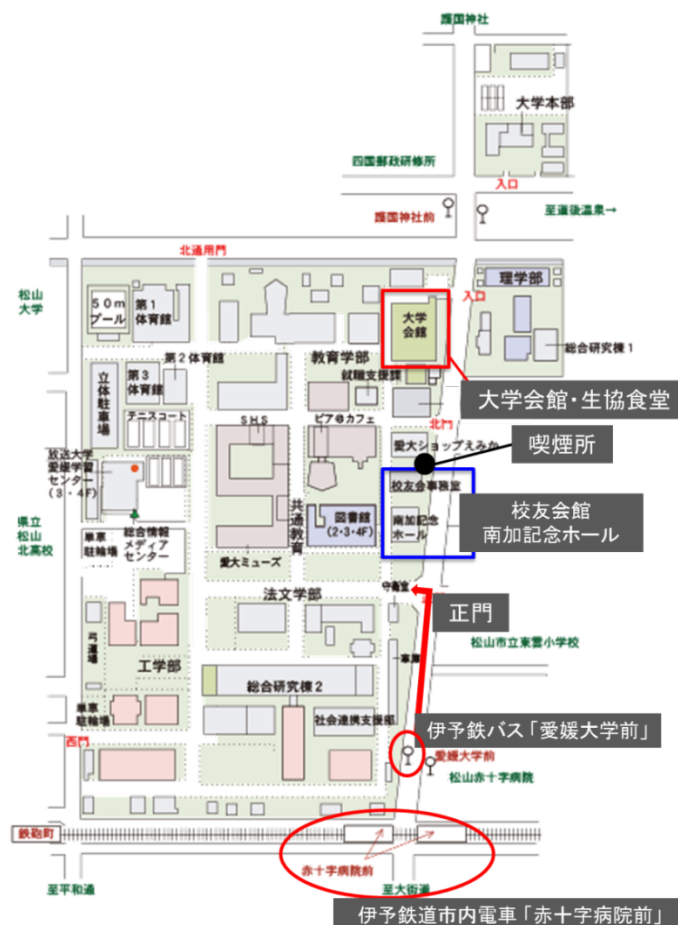 護国神社
大学本部
四国郵政研修所
入口
護国神社前
至道後温泉→
北通用門
理学部
松山
大学
50m
プール
第1
体育館
大学
会館
入口
総合研究棟1
第2体育館
教育学部
就職支援課
立体駐車場
第3
体育館
大学会館・生協食堂
テニスコート
SHS
ピア@カフェ
北門
愛大ショップえみか
喫煙所
放送大学
愛媛学習
センター
(3・4F)
校友会事務室
校友会館
南加記念ホール
県立
松山
北高校
単車
駐輪場
総合情報
メディア
センター
共通教育
図書館
(2・3・4F)
南加記念
ホール
愛大ミューズ
守衛室
法文学部
正門
弓道場
松山市立東雲小学校
工学部
総合研究棟2
単車
駐輪場
社会連携支援部
伊予鉄バス「愛媛大学前」
西門
愛媛大学前
松山赤十字病院
鉄砲町
赤十字病院前
至平和通
至大街道
伊予鉄道市内電車「赤十字病院前」